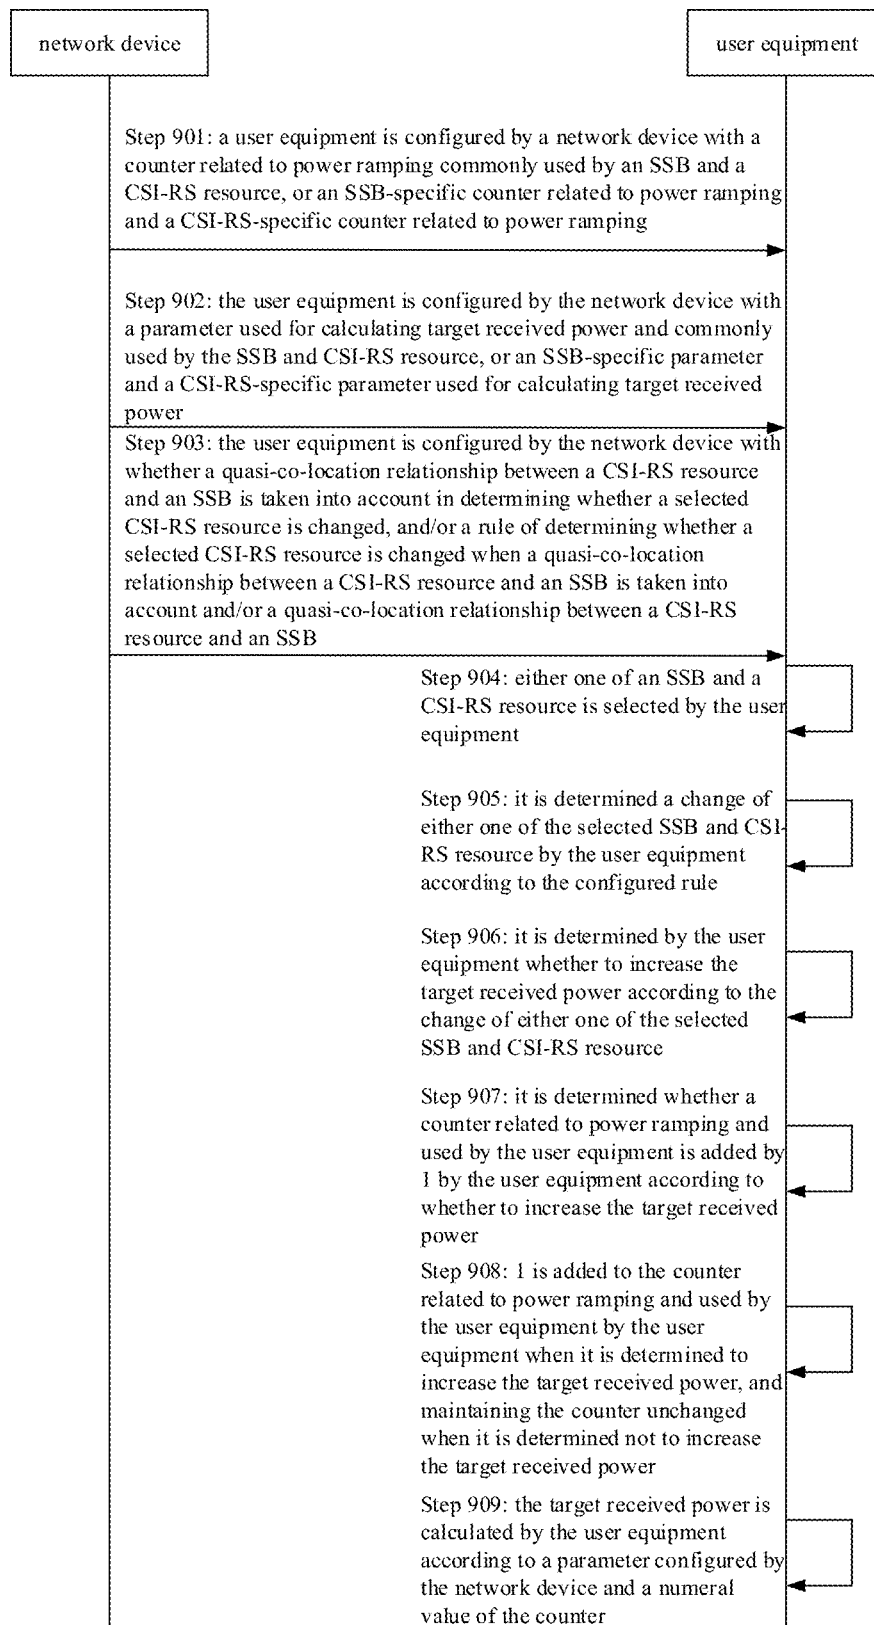 network device
user equipment
Step 901: a user equipment is configured by a network device with a
counter related to power ramping commonly used by an SSB and a
CSI-RS resource, or an SSB-specific counter related to power ramping
and a CSI-RS-specific counter related to power ramping
Step 902: the user equipment is configured by the network device with
a parameter used for calculating target received power and commonly
used by the SSB and CSI-RS resource, or an SSB-specific parameter
and a CSI-RS-specific parameter used for calculating target received
power
Step 903: the user equipment is configured by the network device with
whether a quasi-co-location relationship between a CSI-RS resource
and an SSB is taken into account in determining whether a selected
CSI-RS resource is changed, and/or a rule of determining whether a
selected CSI-RS resource is changed when a quasi-co-location
relationship between a CSI-RS resource and an SSB is taken into
account and/or a quasi-co-location relationship between a CSI-RS
resource and an SSB
Step 904: either one of an SSB and a
CSI-RS resource is selected by the user
equipment
Step 905: it is determined a change of
either one of the selected SSB and CSI-
RS resource by the user equipment
according to the configured rule
Step 906: it is determined by the user
equipment whether to increase the
target received power according to the
change of either one of the selected
SSB and CSI-RS resource
Step 907: it is determined whether a
counter related to power ramping and
used by the user equipment is added by
1 by the user equipment according to
whether to increase the target received
power
Step 908: 1 is added to the counter
related to power ramping and used by
the user equipment by the user
equipment when it is determined to
increase the target received power, and
maintaining the counter unchanged
when it is determined not to increase
the target received power
Step 909: the target received power is
calculated by the user equipment
according to a parameter configured by
the network device and a numeral
value of the counter